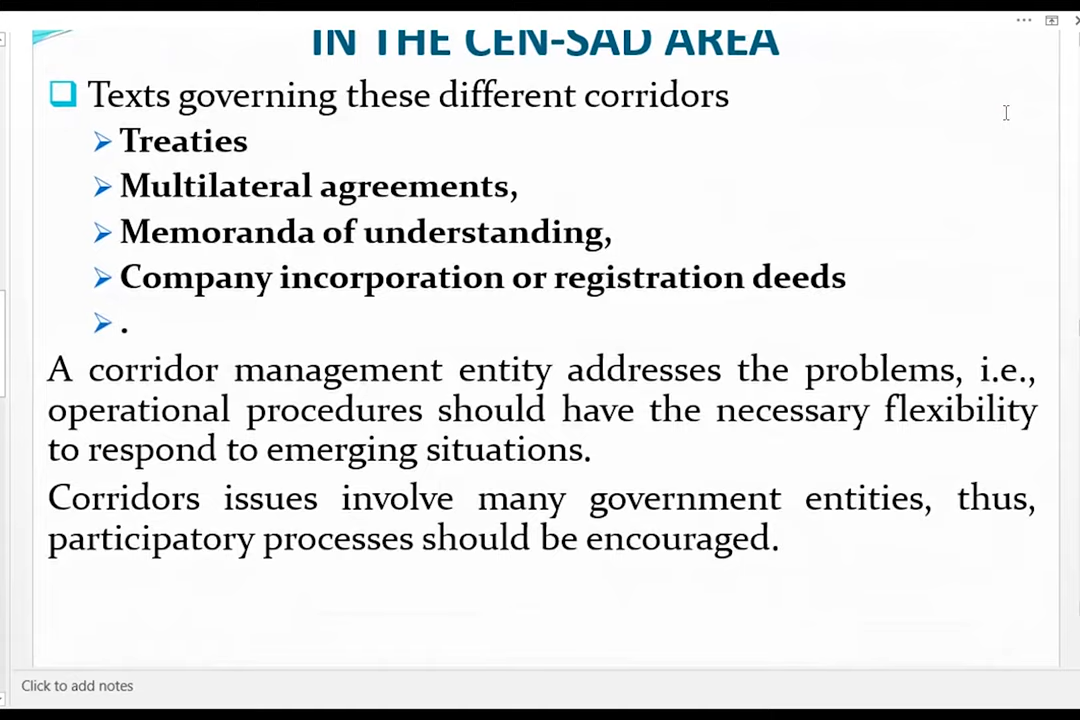 IN THE CEN-SAD AREA
Texts governing these different corridors
Treaties
Multilateral agreements,
Memoranda of understanding,
Company incorporation or registration deeds
.
A corridor management entity addresses the problems, i.e.,
operational procedures should have the necessary flexibility
to respond to emerging situations.
Corridors issues involve many government entities, thus,
participatory processes should be encouraged.
Click to add notes